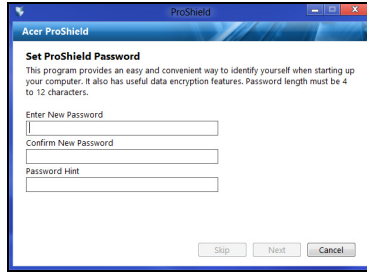 ProShield
Acer ProShield
Set ProShield Password
This program provides an easy and convenient way to identify yourself when starting up
your computer. It also has useful data encryption features. Password length must be 4
to 12 characters.
Enter New Password
Confirm New Password
Password Hint
Skip Next Cancel